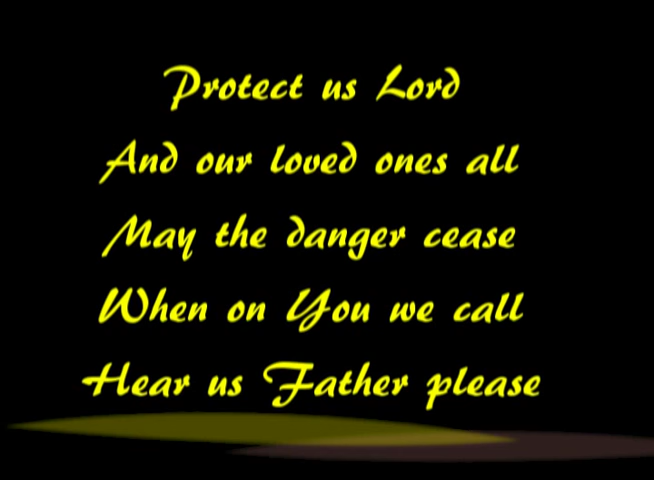 Protect us Lord
And our loved ones all
May the danger cease
When on You we call
Hear us Father please